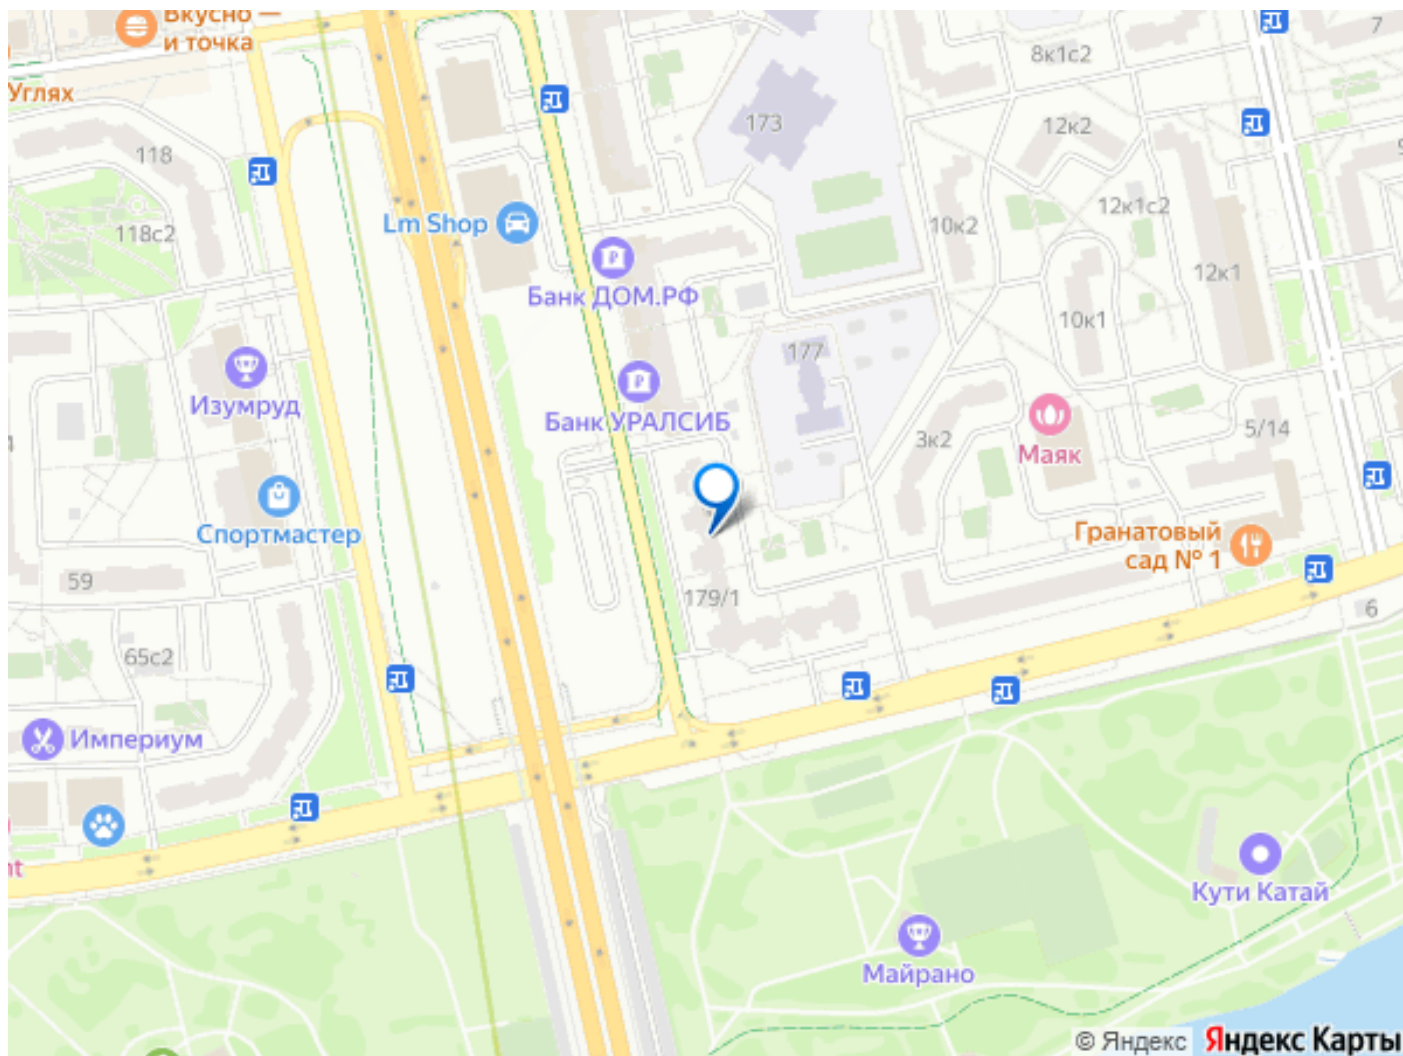 Вкусно —
и точка
Углях
118
118с2
Lm Shop
173
8к1с2
7
12к2
12к1с2
10к2
12к1
10к1
Банк ДОМ.РФ
177
Изумруд
Банк УРАЛСИБ
3к2
Маяк
5/14
Спортмастер
Гранатовый
сад № 1
59
179/1
6
65с2
Империум
Кути Катай
Майрано
© Яндекс Яндекс Карты